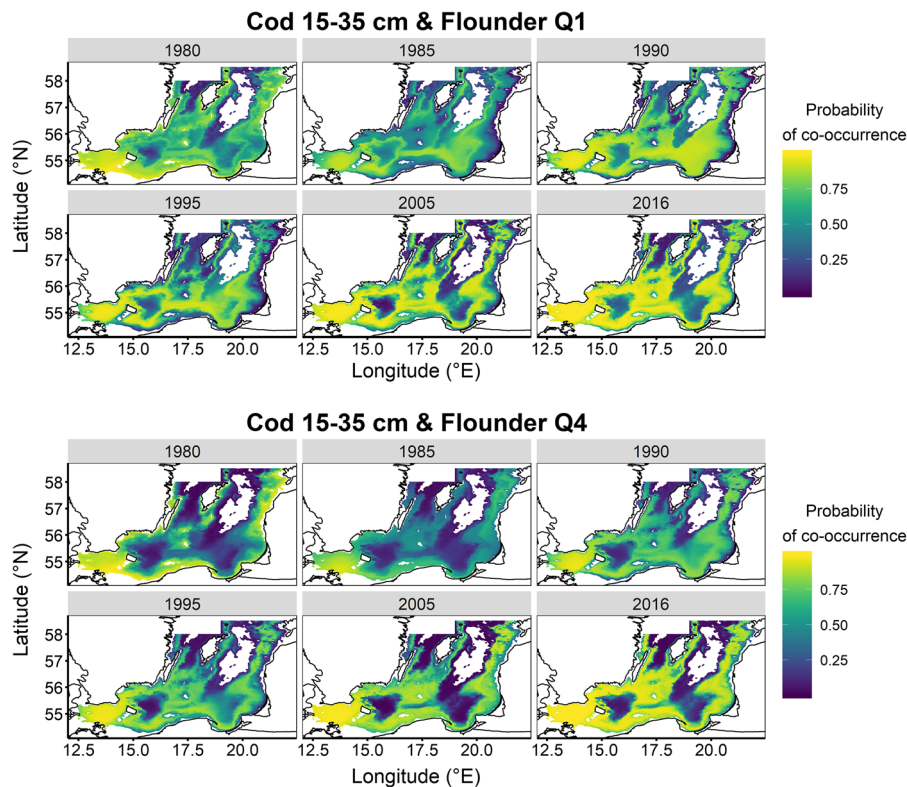 Cod 15-35 cm & Flounder Q1
1980 1985 1990
58
57
56
55
Probability
of co-occurrence
0.75
0.50
0.25
Latitude (°N)
1995 2005 2016
58
57
56
55
12.5 15.0 17.5 20.0 12.5 15.0 17.5 20.0 12.5 15.0 17.5 20.0
Longitude (°E)
Cod 15-35 cm & Flounder Q4
1980 1985 1990
58
57
56
55
Probability
of co-occurrence
0.75
0.50
0.25
Latitude (°N)
1995 2005 2016
58
57
56
55
12.5 15.0 17.5 20.0 12.5 15.0 17.5 20.0 12.5 15.0 17.5 20.0
Longitude (°E)